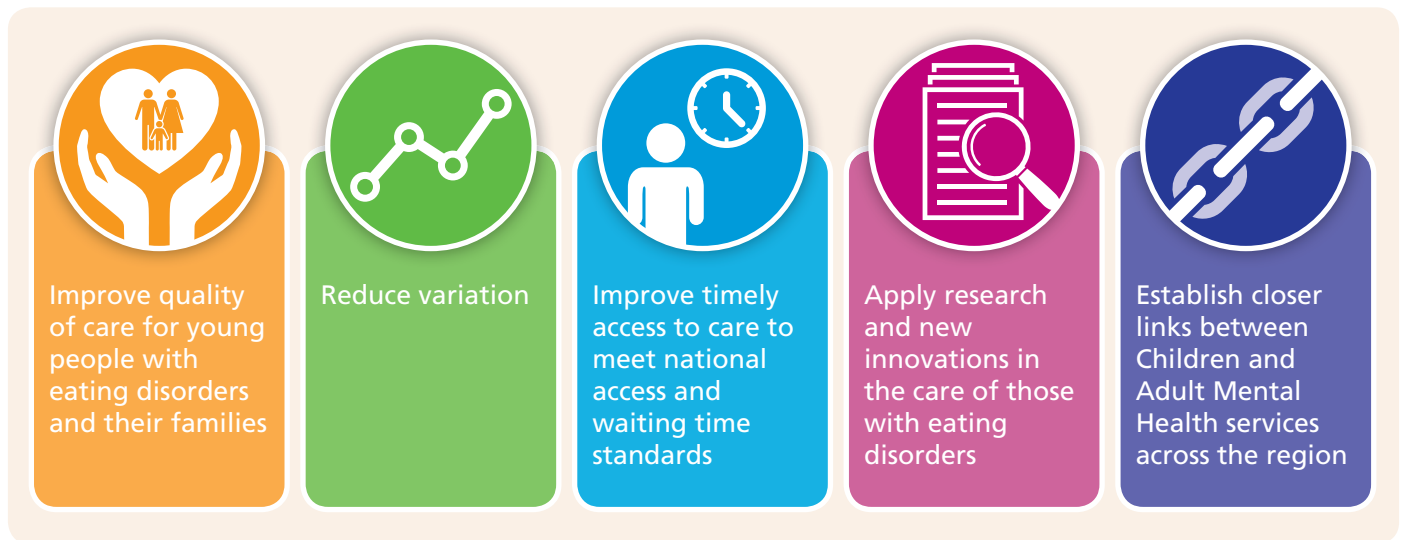 Improve quality
of care for young
people with
eating disorders
and their families
Reduce variation
Improve timely
access to care to
meet national
access and
waiting time
standards
Apply research
and new
innovations in
the care of those
with eating
disorders
Establish closer
links between
Children and
Adult Mental
Health services
across the region